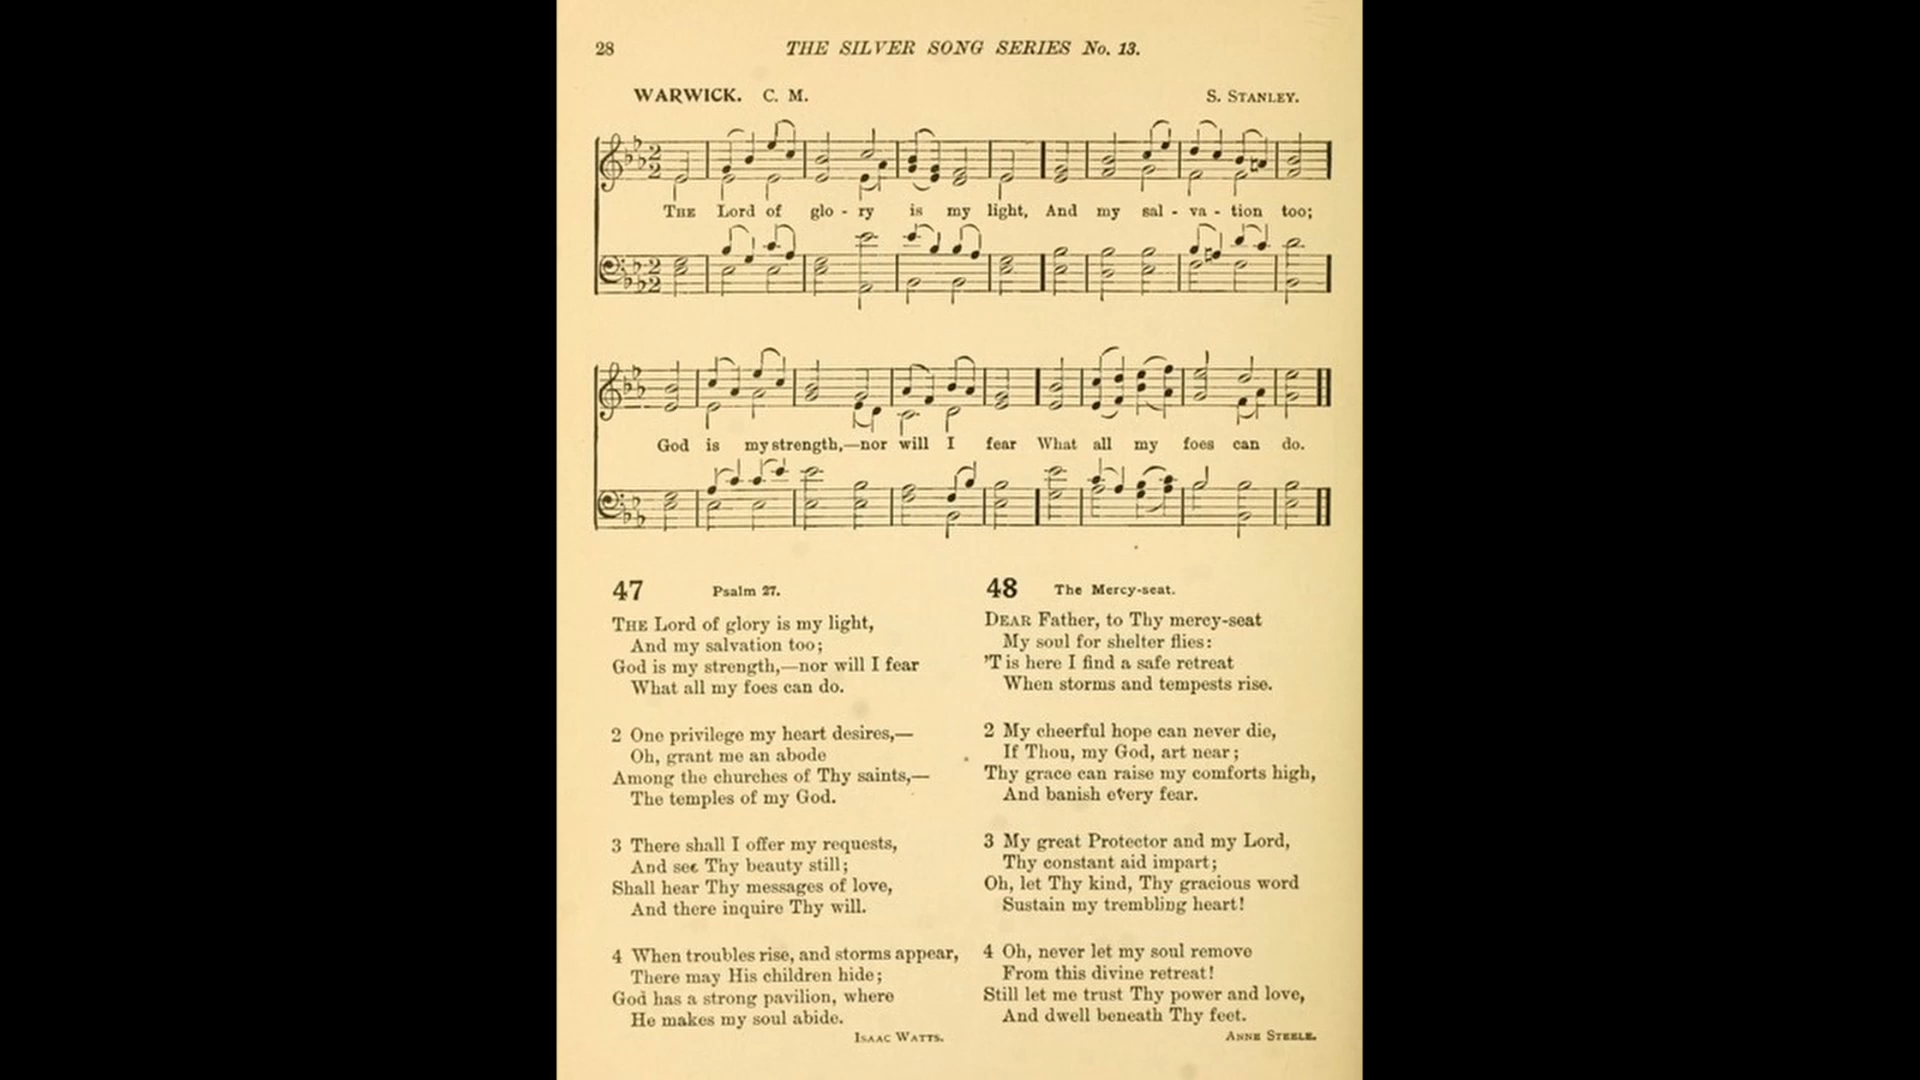 28
THE SILVER SONG SERIES No. 13.
WARWICK. C. M.
S. STANLEY.
THE Lord of glo - ry is my light, And my sal - va - tion too;
God is my strength,—nor will I fear What all my foes can do.
47 Psalm 27.
THE Lord of glory is my light,
And my salvation too;
God is my strength,—nor will I fear
What all my foes can do.
2 One privilege my heart desires,—
Oh, grant me an abode
Among the churches of Thy saints,—
The temples of my God.
3 There shall I offer my requests,
And see Thy beauty still;
Shall hear Thy messages of love,
And there inquire Thy will.
4 When troubles rise, and storms appear,
There may His children hide;
God has a strong pavilion, where
He makes my soul abide.
ISAAC WATTS.
48 The Mercy-seat.
DEAR Father, to Thy mercy-seat
My soul for shelter flies:
'T is here I find a safe retreat
When storms and tempests rise.
2 My cheerful hope can never die,
If Thou, my God, art near;
Thy grace can raise my comforts high,
And banish every fear.
3 My great Protector and my Lord,
Thy constant aid impart;
Oh, let Thy kind, Thy gracious word
Sustain my trembling heart!
4 Oh, never let my soul remove
From this divine retreat!
Still let me trust Thy power and love,
And dwell beneath Thy feet.
ANNE STEELE.